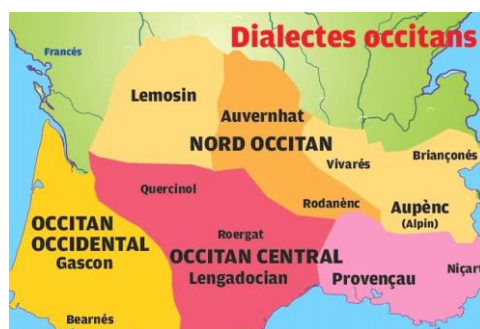 Dialectes occitans
Francés
Lemosin
Auvernhat
NORD OCCITAN
Vivarés
Briançonés
Quercinol
Rodanènc
Aupènc
(Alpin)
OCCITAN
OCCIDENTAL
Gascon
Roergat
OCCITAN CENTRAL
Lengadocian
Provençau
Niçart
Bearnés